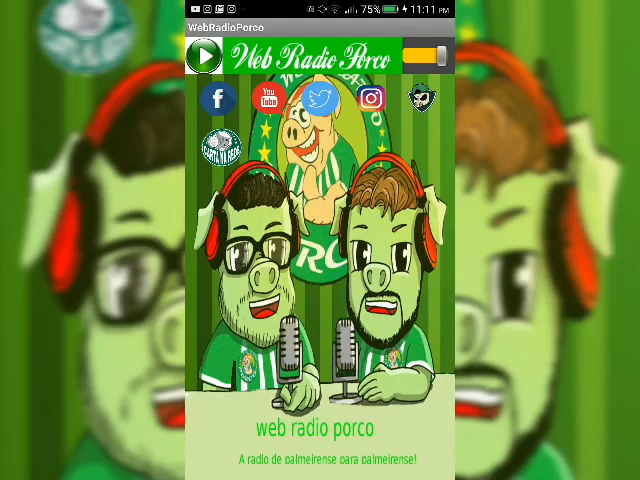 75% 11:11 PM
WebRadioPorco
Web Radio Porco
You
Tube
web radio porco
A radio de palmeirense para palmeirense!